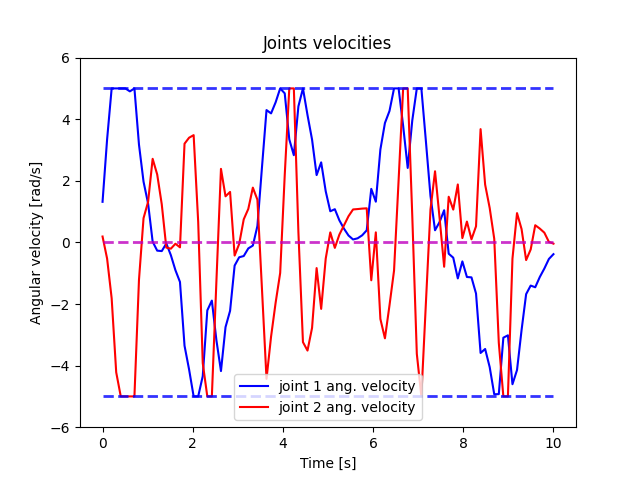 Joints velocities
6
4
2
0
−2
−4
−6
Angular velocity [rad/s]
joint 1 ang. velocity
joint 2 ang. velocity
0
2
4
6
8
10
Time [s]